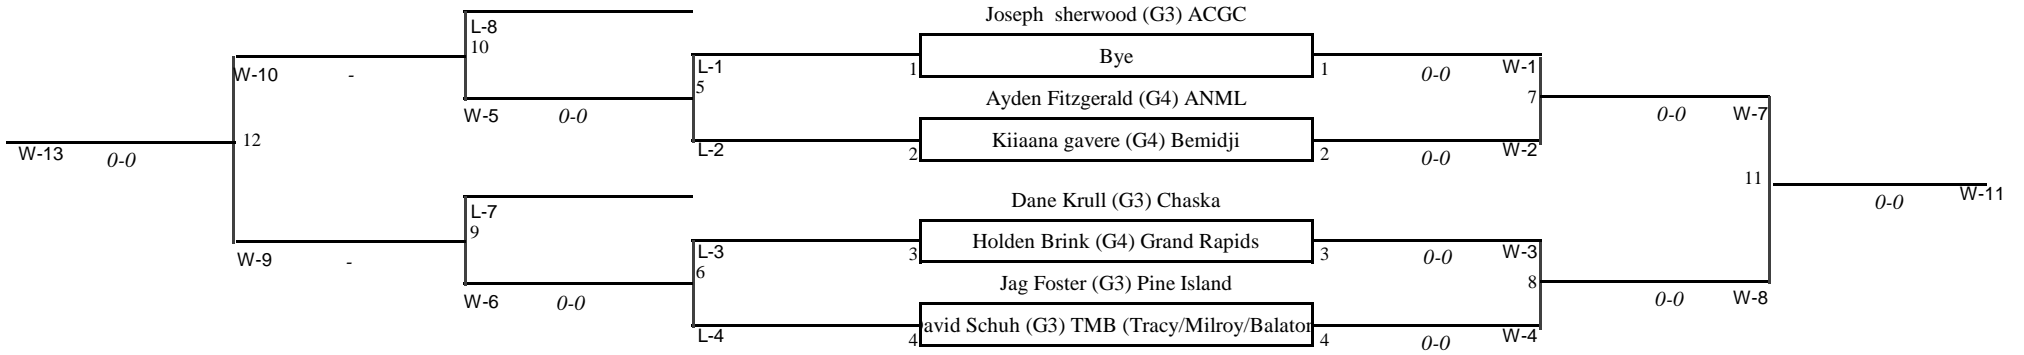 Joseph sherwood (G3) ACGC
L-8
10
Bye
W-10 - L-1 1 1 0-0 W-1
5 7
Ayden Fitzgerald (G4) ANML
W-5 0-0 0-0 W-7
12 Kiiaana gavere (G4) Bemidji
W-13 0-0 L-2 2 2 0-0 W-2
11
Dane Krull (G3) Chaska
W-11
0-0
L-7
9 Holden Brink (G4) Grand Rapids
W-9 - L-3 3 3 0-0 W-3
6 8
Jag Foster (G3) Pine Island
W-6 0-0 0-0 W-8
avid Schuh (G3) TMB (Tracy/Milroy/Balator
L-4 4 4 0-0 W-4